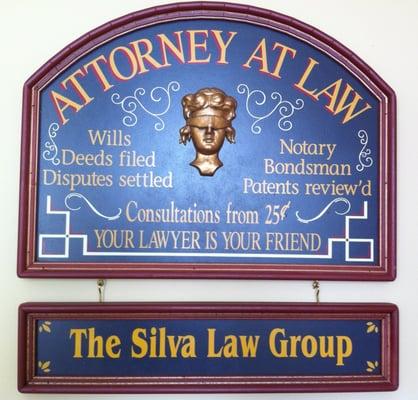 ATTORNEY AT LAW
Wills
Deeds filed
Disputes settled
Notary
Bondsman
Patents review'd
Consultations from 25¢
YOUR LAWYER IS YOUR FRIEND
The Silva Law Group